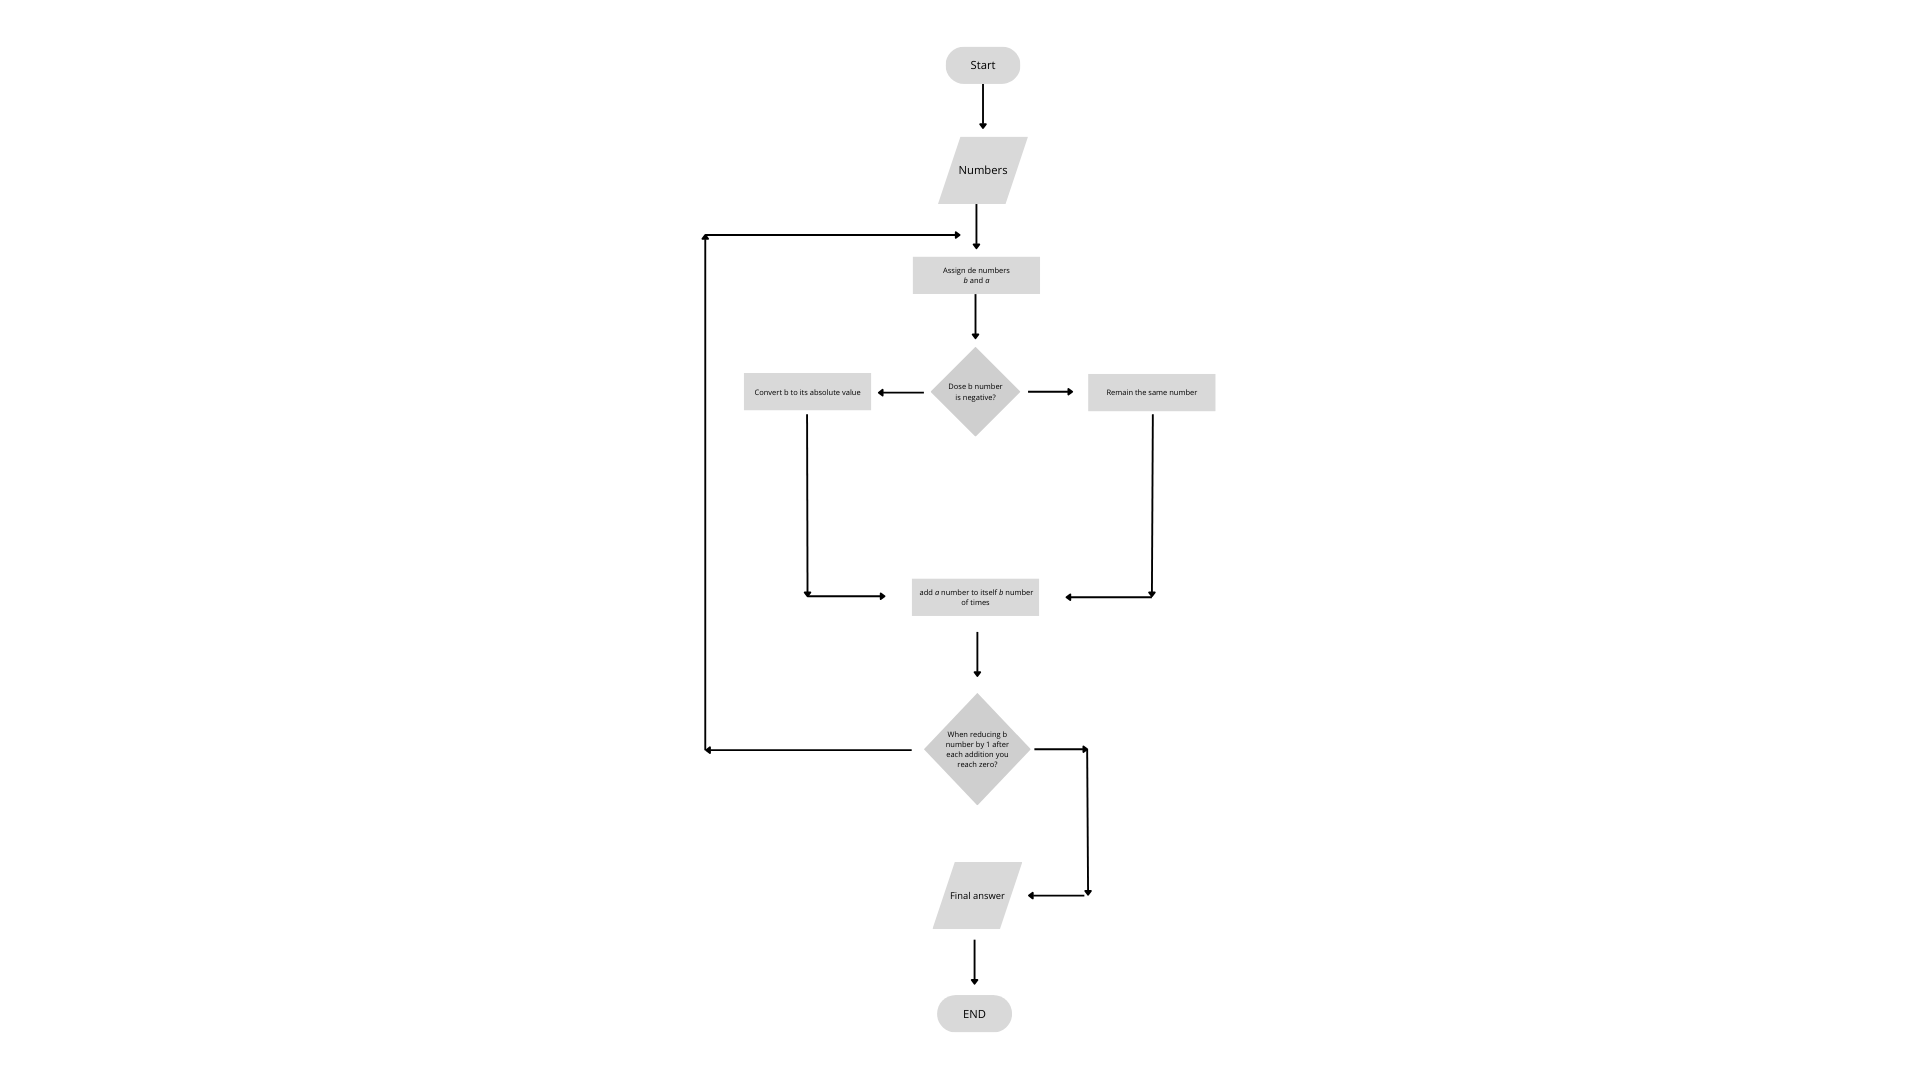 Start
Numbers
Assign de numbers
b and a
Dose b number
is negative?
Convert b to its absolute value
Remain the same number
add a number to itself b number
of times
When reducing b
number by 1 after
each addition you
reach zero?
Final answer
END